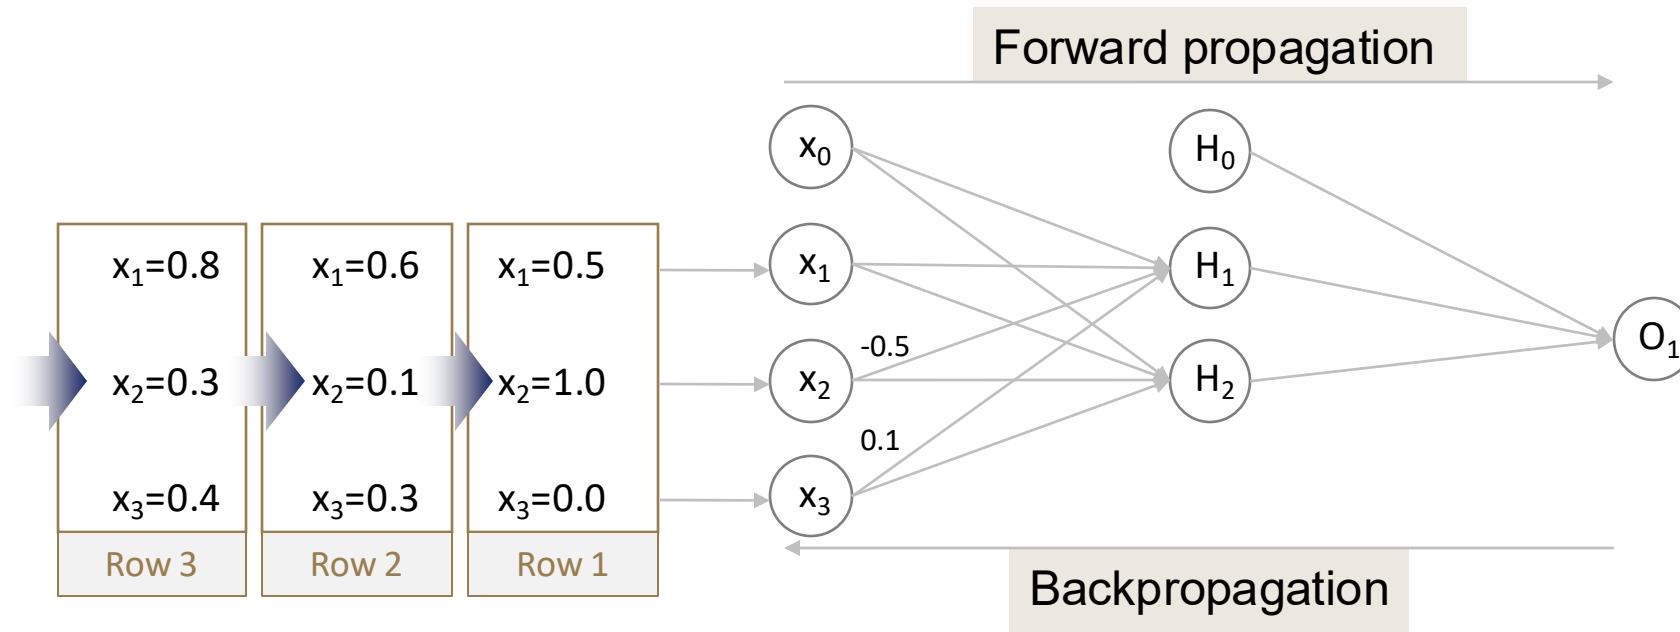 Forward propagation
x₀
H₀
x₁=0.8
x₁=0.6
x₁=0.5
x₁
H₁
-0.5
x₂=0.3
x₂=0.1
x₂=1.0
x₂
H₂
O₁
0.1
x₃=0.4
x₃=0.3
x₃=0.0
x₃
Row 3
Row 2
Row 1
Backpropagation